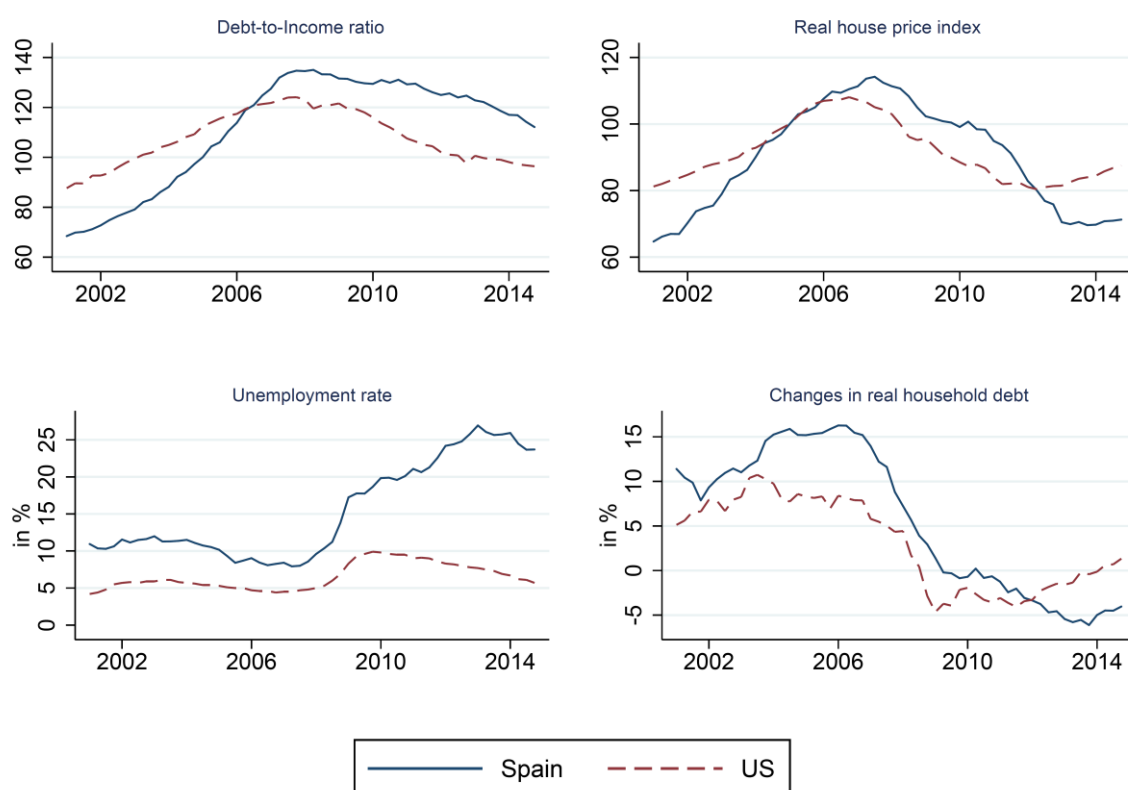 Debt-to-Income ratio
140
120
100
80
60
2002 2006 2010 2014
Real house price index
120
100
80
60
2002 2006 2010 2014
Unemployment rate
in %
25
20
15
10
5
0
2002 2006 2010 2014
Changes in real household debt
in %
15
10
5
0
-5
2002 2006 2010 2014
Spain US